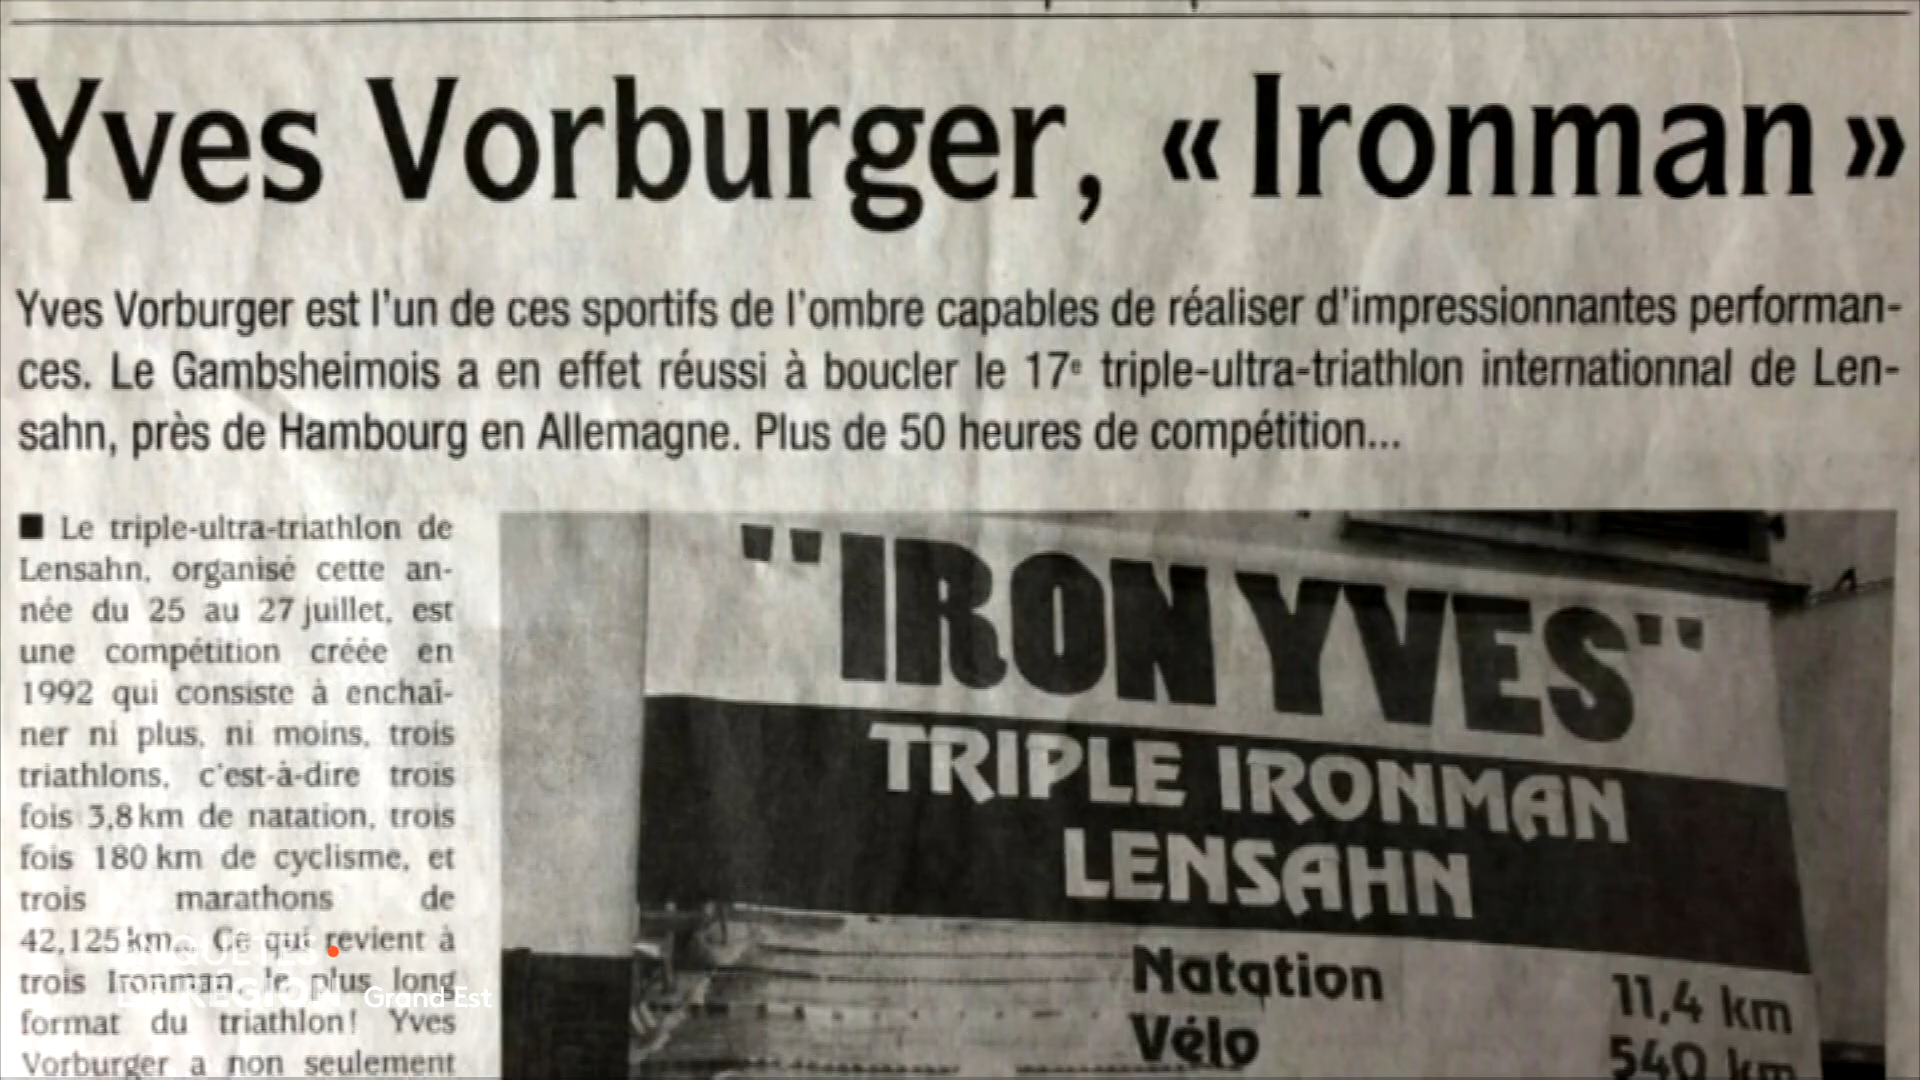 Yves Vorburger, « Ironman »
Yves Vorburger est l'un de ces sportifs de l'ombre capables de réaliser d'impressionnantes performan-
ces. Le Gambsheimois a en effet réussi à boucler le 17e triple-ultra-triathlon internationnal de Len-
sahn, près de Hambourg en Allemagne. Plus de 50 heures de compétition...
■ Le triple-ultra-triathlon de
Lensahn, organisé cette an-
née du 25 au 27 juillet, est
une compétition créée en
1992 qui consiste à enchaî-
ner ni plus, ni moins, trois
triathlons, c'est-à-dire trois
fois 3,8 km de natation, trois
fois 180 km de cyclisme, et
trois marathons de
42,125 km... Ce qui revient à
trois Ironman, le plus long
format du triathlon! Yves
Vorburger a non seulement
"IRON YVES"
TRIPLE IRONMAN
LENSAHN
Natation 11,4 km
Vélo 540 km
RÉGION Grand Est